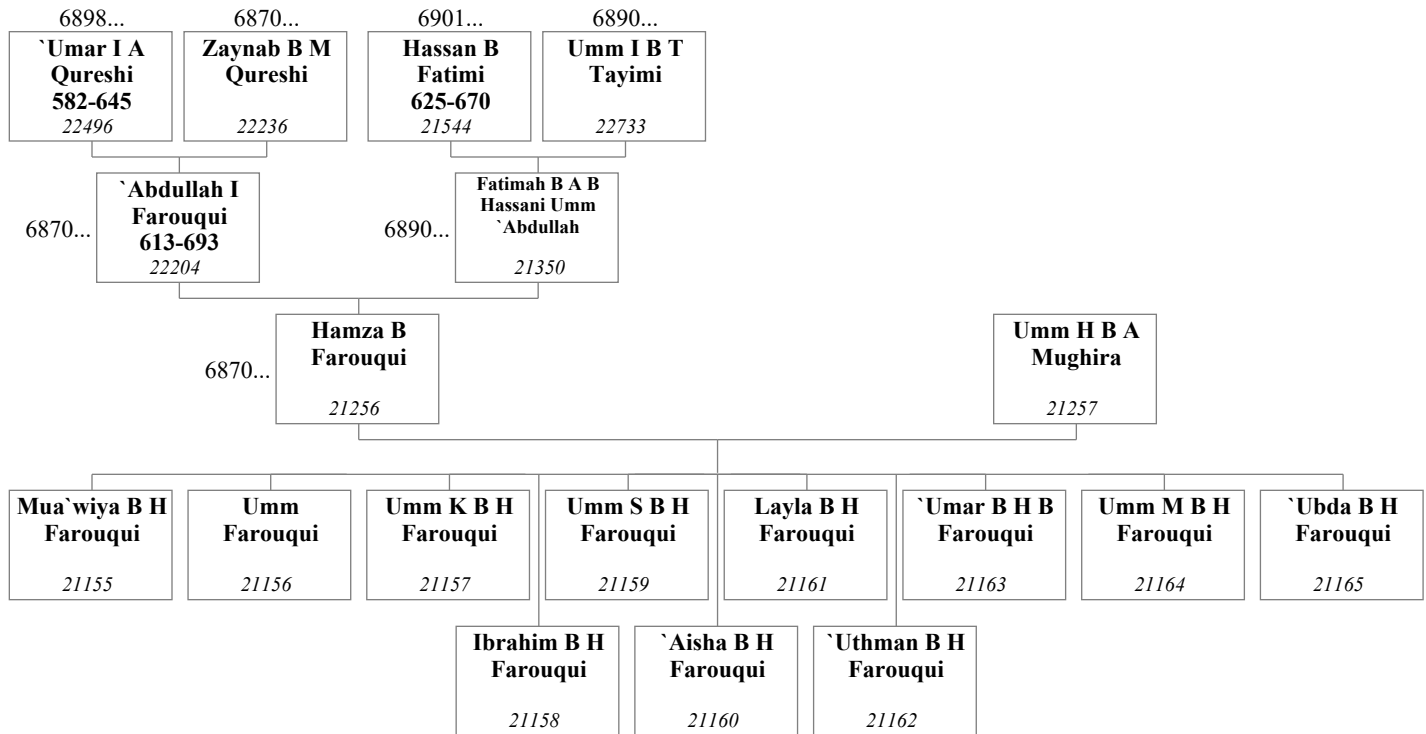 6898...
6870...
6901...
6890...
`Umar I A
Qureshi
582-645
22496
Zaynab B M
Qureshi
22236
Hassan B
Fatimi
625-670
21544
Umm I B T
Tayimi
22733
6870...
`Abdullah I
Farouqui
613-693
22204
6890...
Fatimah B A B
Hassani Umm
`Abdullah
21350
6870...
Hamza B
Farouqui
21256
Umm H B A
Mughira
21257
Mua`wiya B H
Farouqui
21155
Umm
Farouqui
21156
Umm K B H
Farouqui
21157
Umm S B H
Farouqui
21159
Layla B H
Farouqui
21161
`Umar B H B
Farouqui
21163
Umm M B H
Farouqui
21164
`Ubda B H
Farouqui
21165
Ibrahim B H
Farouqui
21158
`Aisha B H
Farouqui
21160
`Uthman B H
Farouqui
21162